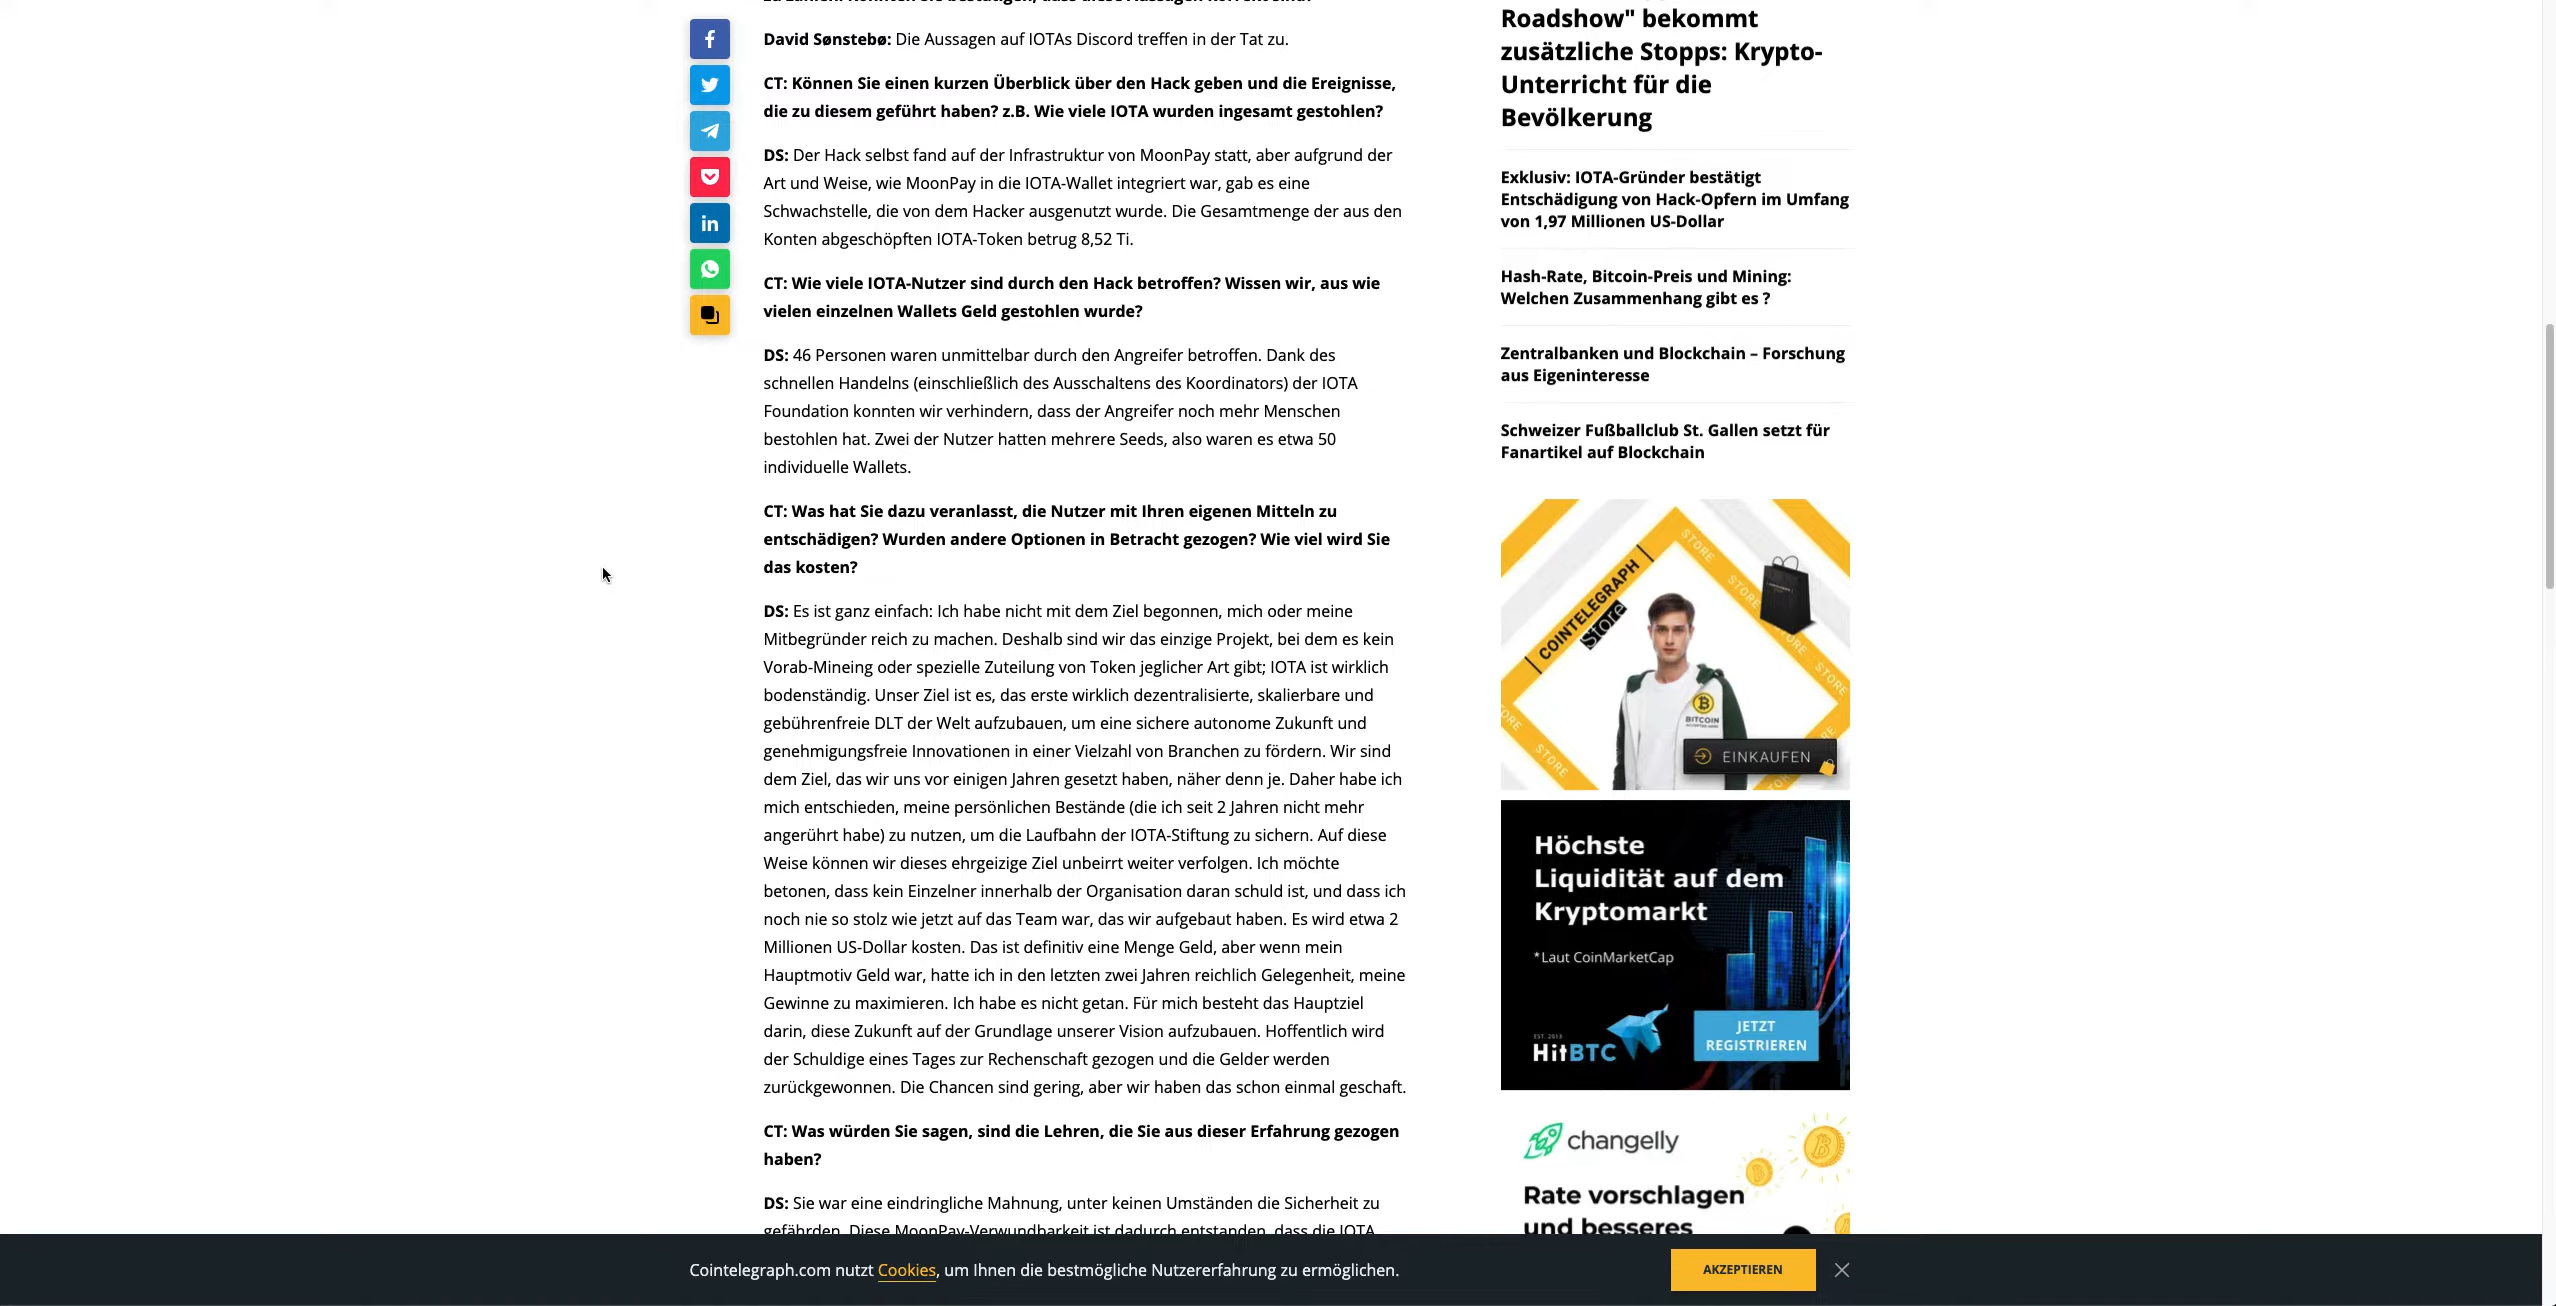 David Sønstebø: Die Aussagen auf IOTAs Discord treffen in der Tat zu.
CT: Können Sie einen kurzen Überblick über den Hack geben und die Ereignisse,
die zu diesem geführt haben? z.B. Wie viele IOTA wurden ingesamt gestohlen?
DS: Der Hack selbst fand auf der Infrastruktur von MoonPay statt, aber aufgrund der
Art und Weise, wie MoonPay in die IOTA-Wallet integriert war, gab es eine
Schwachstelle, die von dem Hacker ausgenutzt wurde. Die Gesamtmenge der aus den
Konten abgeschöpften IOTA-Token betrug 8,52 Ti.
CT: Wie viele IOTA-Nutzer sind durch den Hack betroffen? Wissen wir, aus wie
vielen einzelnen Wallets Geld gestohlen wurde?
DS: 46 Personen waren unmittelbar durch den Angreifer betroffen. Dank des
schnellen Handelns (einschließlich des Ausschaltens des Koordinators) der IOTA
Foundation konnten wir verhindern, dass der Angreifer noch mehr Menschen
bestohlen hat. Zwei der Nutzer hatten mehrere Seeds, also waren es etwa 50
individuelle Wallets.
CT: Was hat Sie dazu veranlasst, die Nutzer mit Ihren eigenen Mitteln zu
entschädigen? Wurden andere Optionen in Betracht gezogen? Wie viel wird Sie
das kosten?
DS: Es ist ganz einfach: Ich habe nicht mit dem Ziel begonnen, mich oder meine
Mitbegründer reich zu machen. Deshalb sind wir das einzige Projekt, bei dem es kein
Vorab-Mineing oder spezielle Zuteilung von Token jeglicher Art gibt; IOTA ist wirklich
bodenständig. Unser Ziel ist es, das erste wirklich dezentralisierte, skalierbare und
gebührenfreie DLT der Welt aufzubauen, um eine sichere autonome Zukunft und
genehmigungsfreie Innovationen in einer Vielzahl von Branchen zu fördern. Wir sind
dem Ziel, das wir uns vor einigen Jahren gesetzt haben, näher denn je. Daher habe ich
mich entschieden, meine persönlichen Bestände (die ich seit 2 Jahren nicht mehr
angerührt habe) zu nutzen, um die Laufbahn der IOTA-Stiftung zu sichern. Auf diese
Weise können wir dieses ehrgeizige Ziel unbeirrt weiter verfolgen. Ich möchte
betonen, dass kein Einzelner innerhalb der Organisation daran schuld ist, und dass ich
noch nie so stolz wie jetzt auf das Team war, das wir aufgebaut haben. Es wird etwa 2
Millionen US-Dollar kosten. Das ist definitiv eine Menge Geld, aber wenn mein
Hauptmotiv Geld war, hatte ich in den letzten zwei Jahren reichlich Gelegenheit, meine
Gewinne zu maximieren. Ich habe es nicht getan. Für mich besteht das Hauptziel
darin, diese Zukunft auf der Grundlage unserer Vision aufzubauen. Hoffentlich wird
der Schuldige eines Tages zur Rechenschaft gezogen und die Gelder werden
zurückgewonnen. Die Chancen sind gering, aber wir haben das schon einmal geschaft.
CT: Was würden Sie sagen, sind die Lehren, die Sie aus dieser Erfahrung gezogen
haben?
DS: Sie war eine eindringliche Mahnung, unter keinen Umständen die Sicherheit zu
gefährden. Diese MoonPay-Verwundbarkeit ist dadurch entstanden, dass die IOTA
Roadshow" bekommt
zusätzliche Stopps: Krypto-
Unterricht für die
Bevölkerung
Exklusiv: IOTA-Gründer bestätigt
Entschädigung von Hack-Opfern im Umfang
von 1,97 Millionen US-Dollar
Hash-Rate, Bitcoin-Preis und Mining:
Welchen Zusammenhang gibt es ?
Zentralbanken und Blockchain – Forschung
aus Eigeninteresse
Schweizer Fußballclub St. Gallen setzt für
Fanartikel auf Blockchain
COINTELEGRAPH
Store
STORE
STORE
STORE
STORE
BITCOIN
EINKAUFEN
Höchste
Liquidität auf dem
Kryptomarkt
*Laut CoinMarketCap
EST. 2013
HitBTC
JETZT
REGISTRIEREN
changelly
Rate vorschlagen
und besseres
Cointelegraph.com nutzt Cookies, um Ihnen die bestmögliche Nutzererfahrung zu ermöglichen.
AKZEPTIEREN